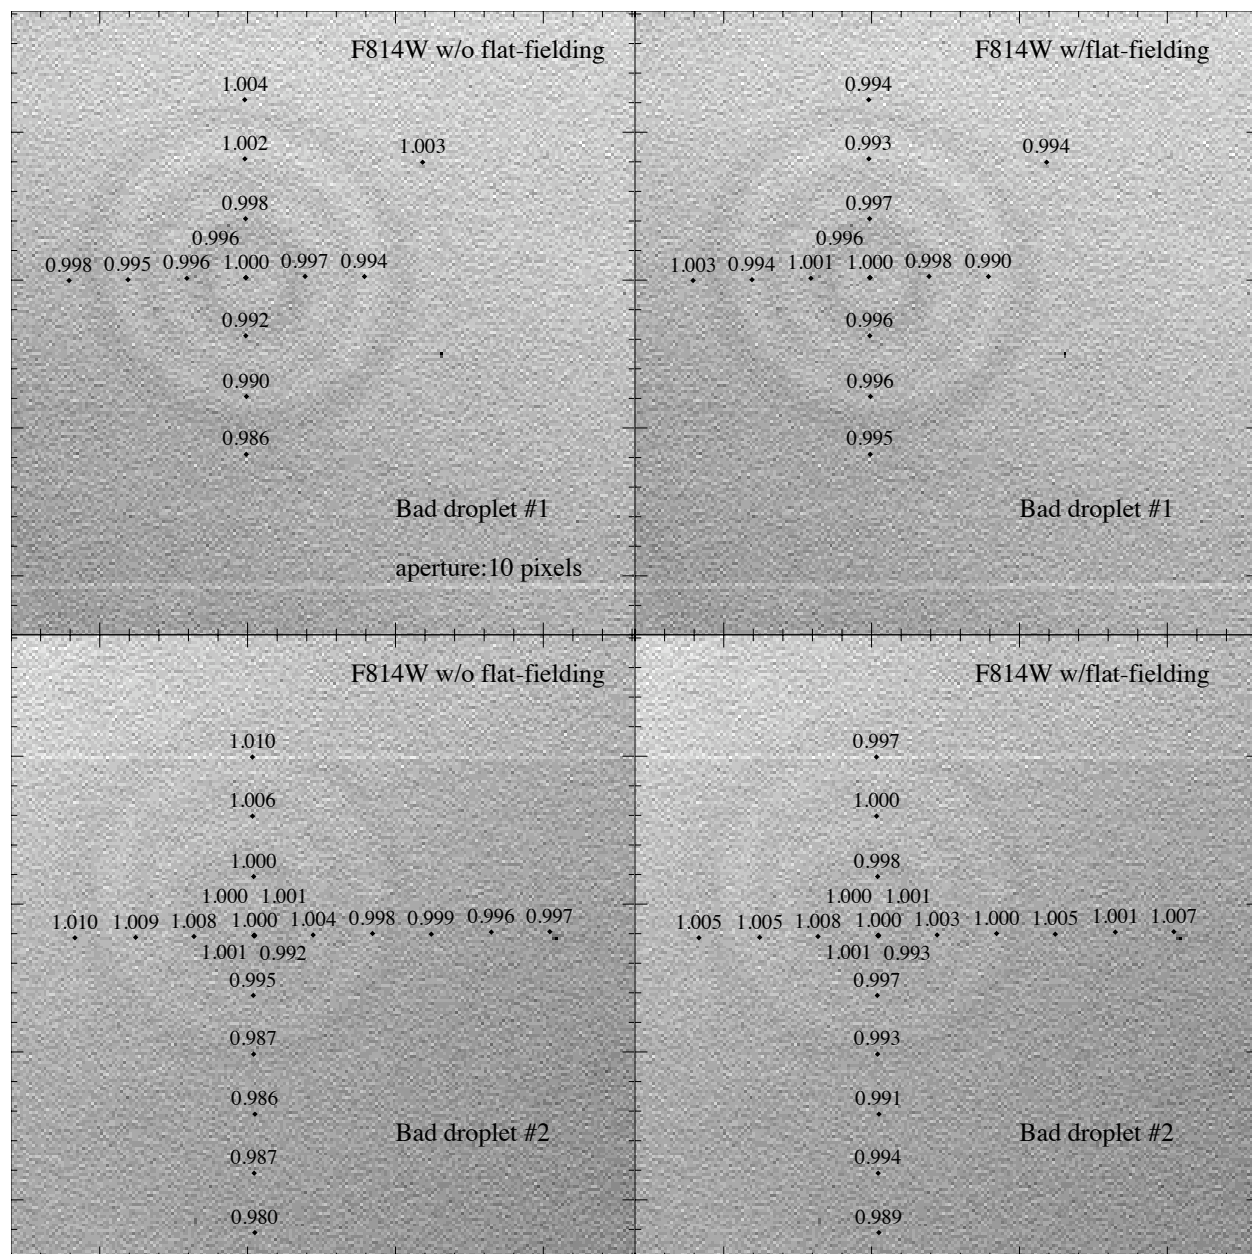 F814W w/o flat-fielding
1.004
1.002
1.003
0.998
0.996
0.998 0.995 0.996 1.000 0.997 0.994
0.992
0.990
0.986
Bad droplet #1
aperture:10 pixels
F814W w/flat-fielding
0.994
0.993
0.994
0.997
0.996
1.003 0.994 1.001 1.000 0.998 0.990
0.996
0.996
0.995
Bad droplet #1
F814W w/o flat-fielding
1.010
1.006
1.000
1.000 1.001
1.010 1.009 1.008 1.000 1.004 0.998 0.999 0.996 0.997
1.001 0.992
0.995
0.987
0.986
Bad droplet #2
0.987
0.980
F814W w/flat-fielding
0.997
1.000
0.998
1.000 1.001
1.005 1.005 1.008 1.000 1.003 1.000 1.005 1.001 1.007
1.001 0.993
0.997
0.993
0.991
Bad droplet #2
0.994
0.989